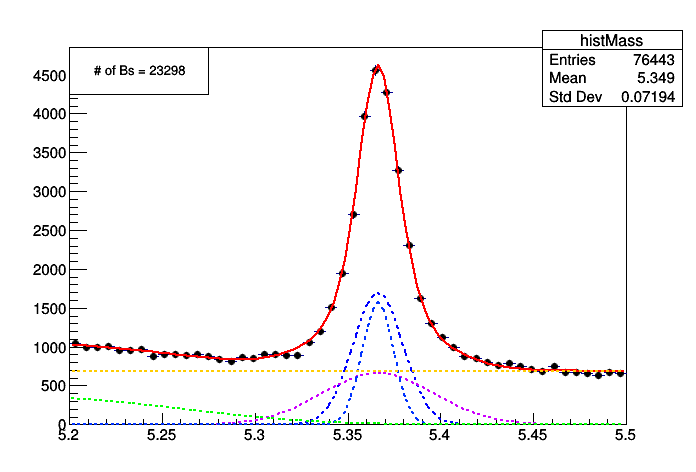 histMass
Entries 76443
Mean 5.349
Std Dev 0.07194
# of Bs = 23298
4500
4000
3500
3000
2500
2000
1500
1000
500
0
5.2 5.25 5.3 5.35 5.4 5.45 5.5